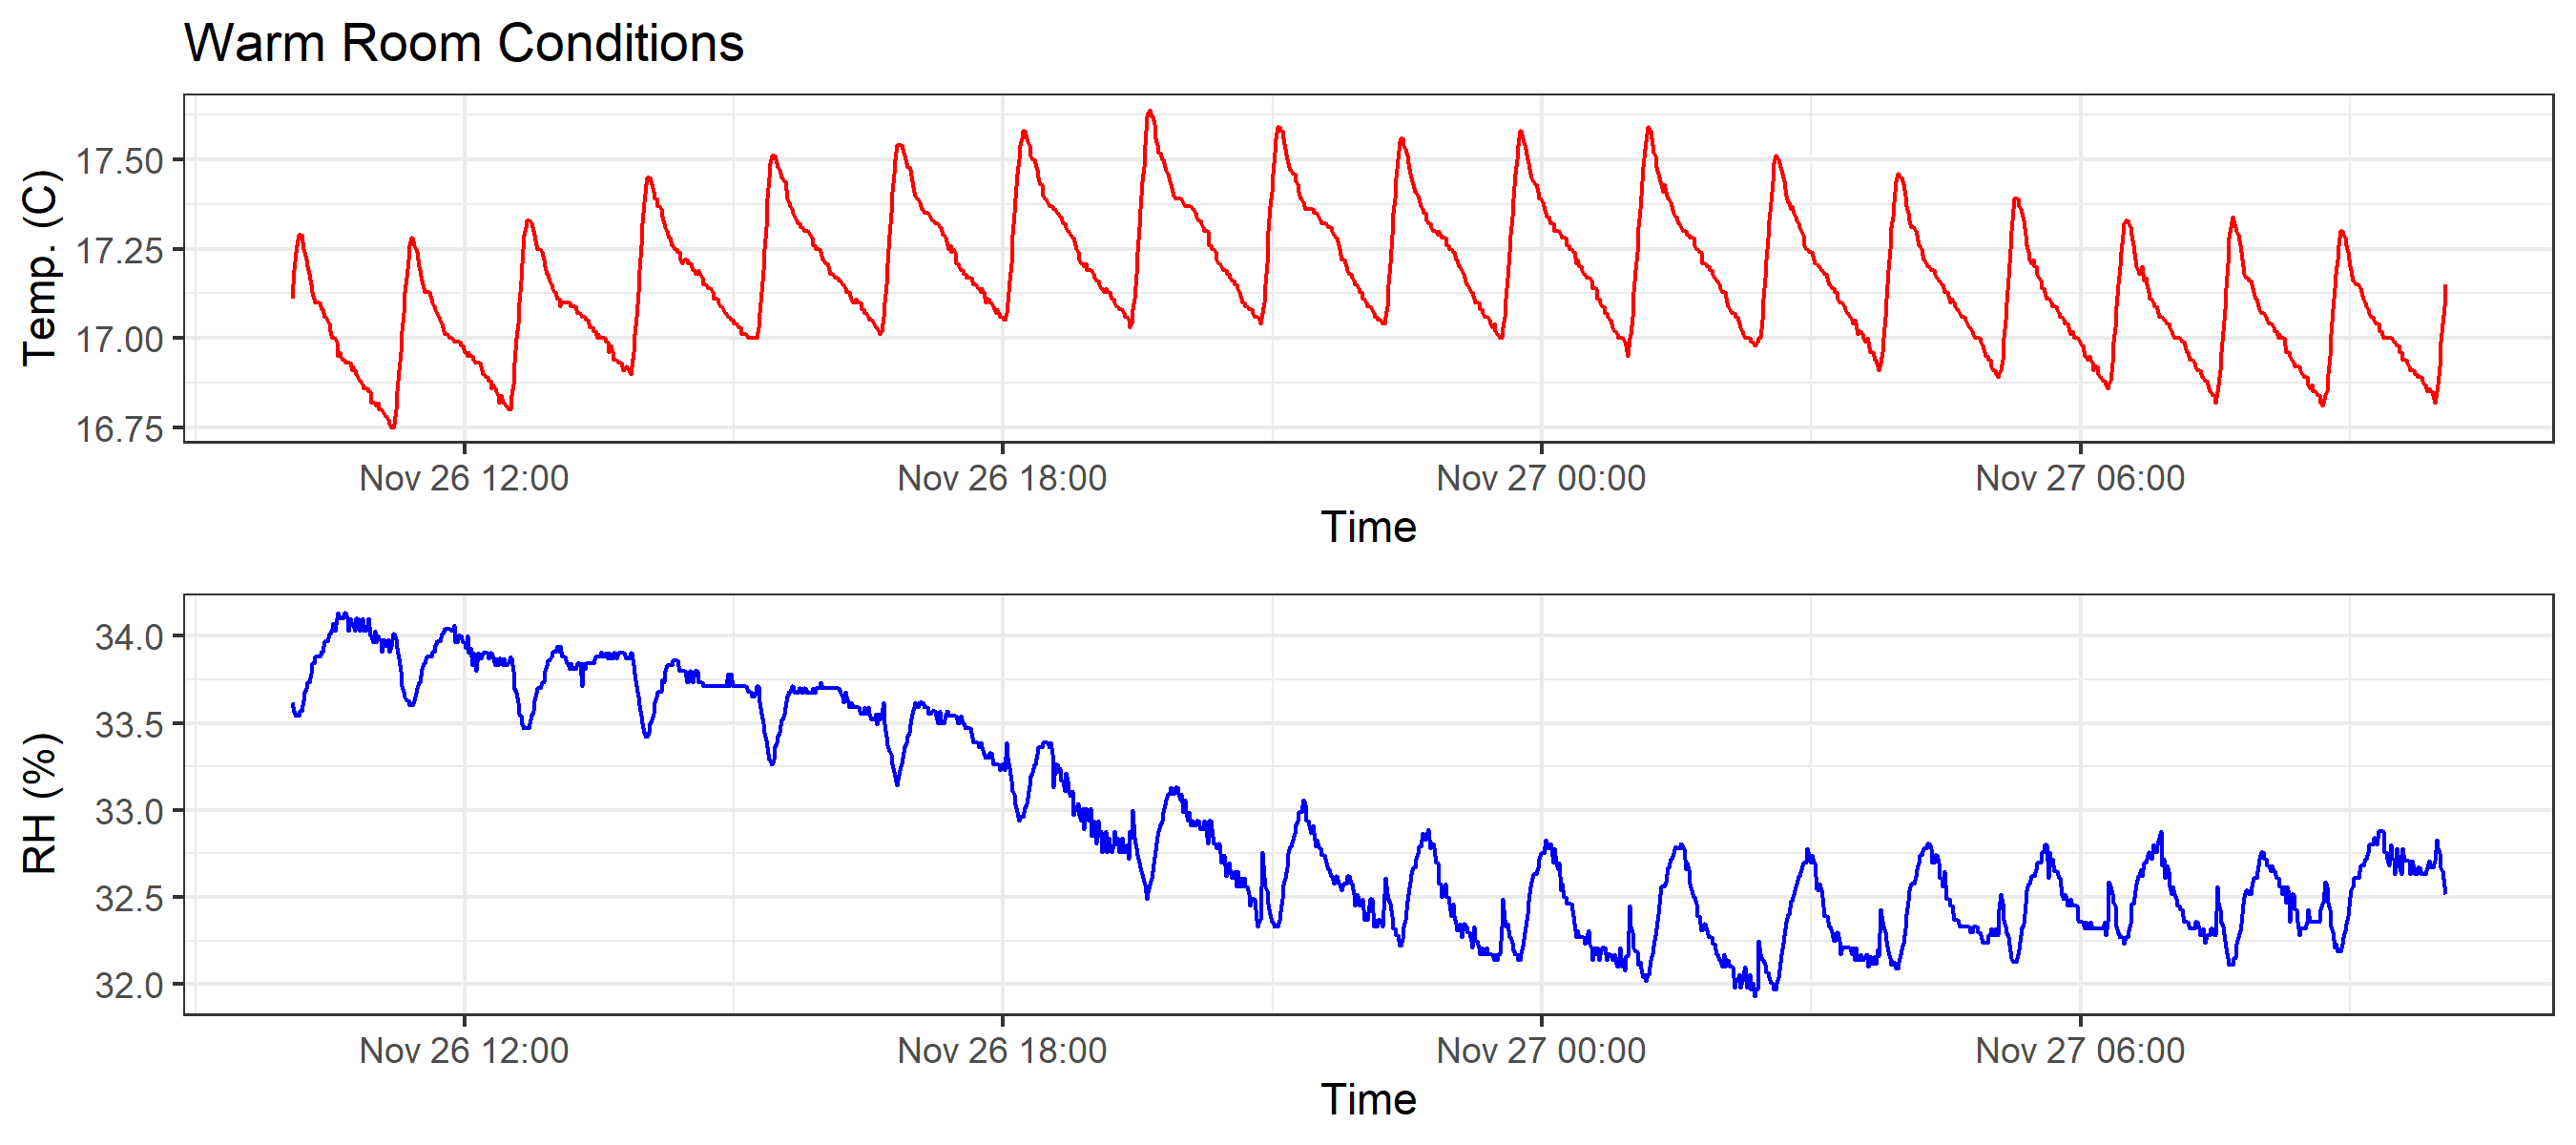 Warm Room Conditions
Temp. (C)
17.50
17.25
17.00
16.75
Nov 26 12:00 Nov 26 18:00 Nov 27 00:00 Nov 27 06:00
Time
RH (%)
34.0
33.5
33.0
32.5
32.0
Nov 26 12:00 Nov 26 18:00 Nov 27 00:00 Nov 27 06:00
Time